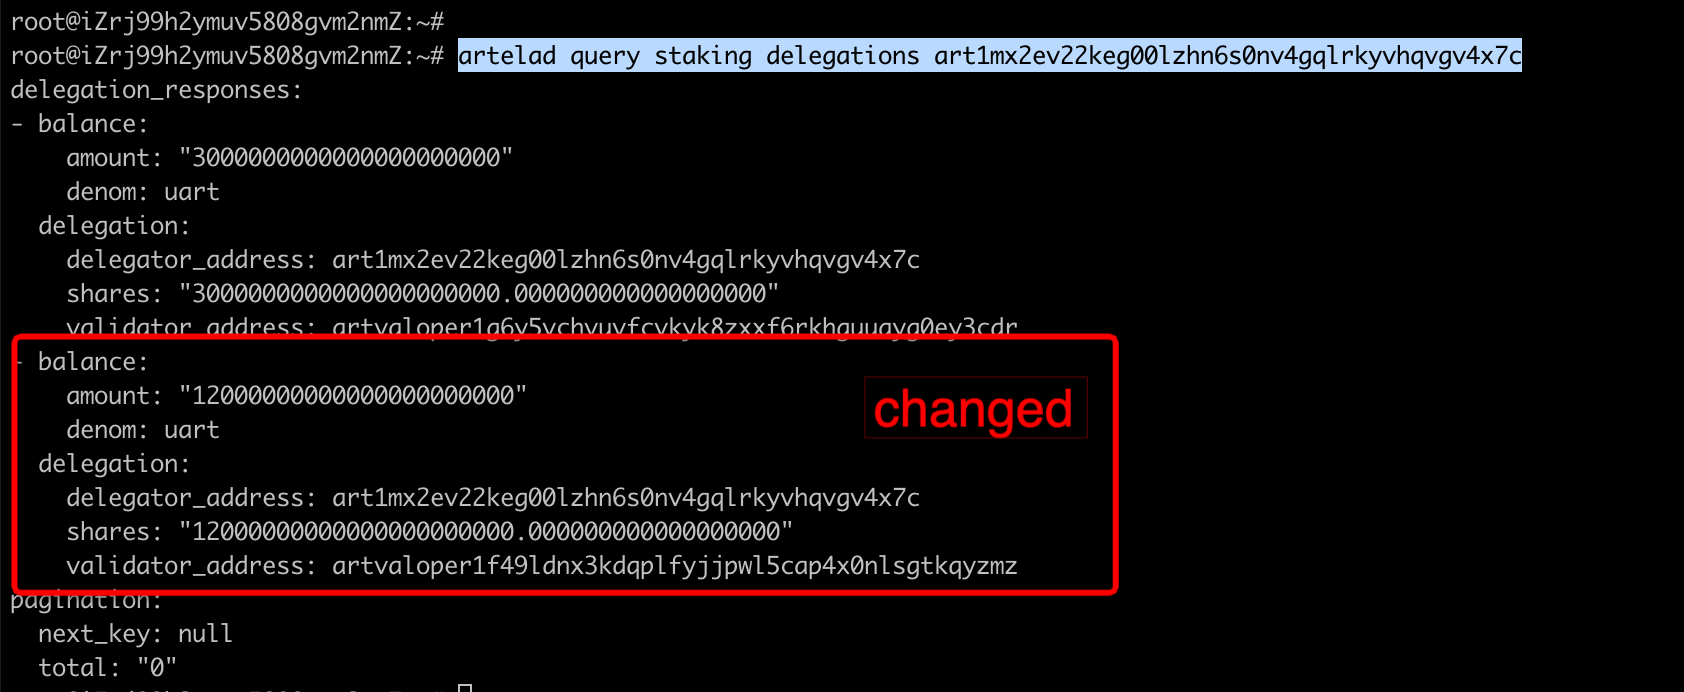 root@iZrj99h2ymuv5808gvm2nmZ:~#
root@iZrj99h2ymuv5808gvm2nmZ:~# artelad query staking delegations art1mx2ev22keg00lzhn6s0nv4gqlrkyvhqvgv4x7c
delegation_responses:
- balance:
amount: "3000000000000000000000"
denom: uart
delegation:
delegator_address: art1mx2ev22keg00lzhn6s0nv4gqlrkyvhqvgv4x7c
shares: "3000000000000000000000.000000000000000000"
validator_address:
- balance:
amount: "12000000000000000000000"
denom: uart
changed
delegation:
delegator_address: art1mx2ev22keg00lzhn6s0nv4gqlrkyvhqvgv4x7c
shares: "12000000000000000000000.000000000000000000"
validator_address: artvaloper1f49ldnx3kdqplfyjjpwl5cap4x0nlsgtkqyzmz
pagination:
next_key: null
total: "0"